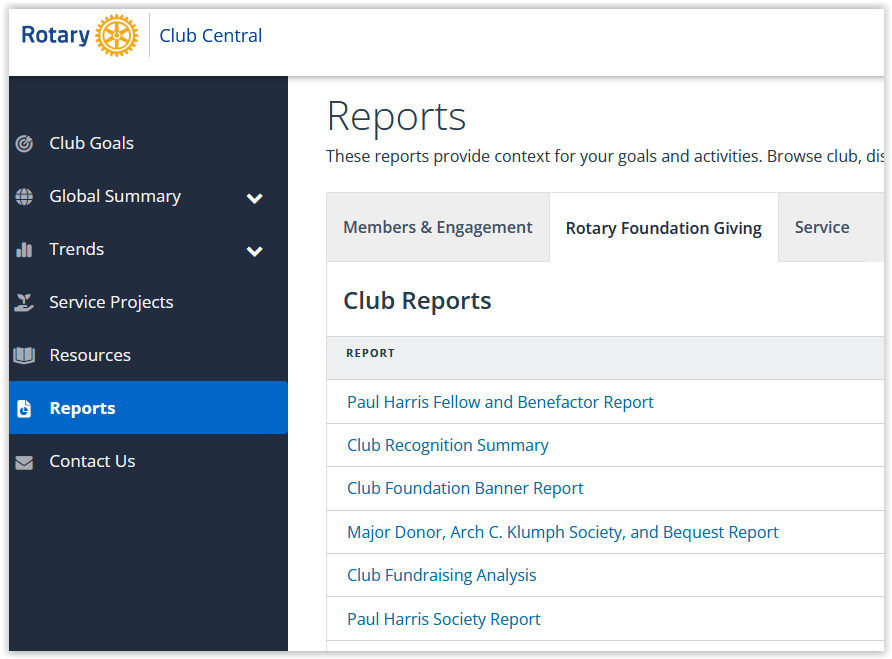 Rotary
Club Central
Club Goals
Global Summary
Trends
Service Projects
Resources
Reports
Contact Us
Reports
These reports provide context for your goals and activities. Browse club,
Members & Engagement
Rotary Foundation Giving
Service
Club Reports
REPORT
Paul Harris Fellow and Benefactor Report
Club Recognition Summary
Club Foundation Banner Report
Major Donor, Arch C. Klumph Society, and Bequest Report
Club Fundraising Analysis
Paul Harris Society Report